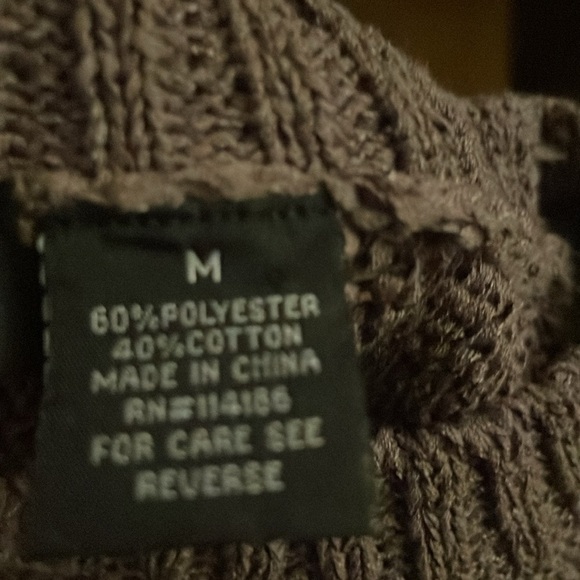 M
60%POLYESTER
40%COTTON
MADE IN CHINA
RN#114186
FOR CARE SEE
REVERSE